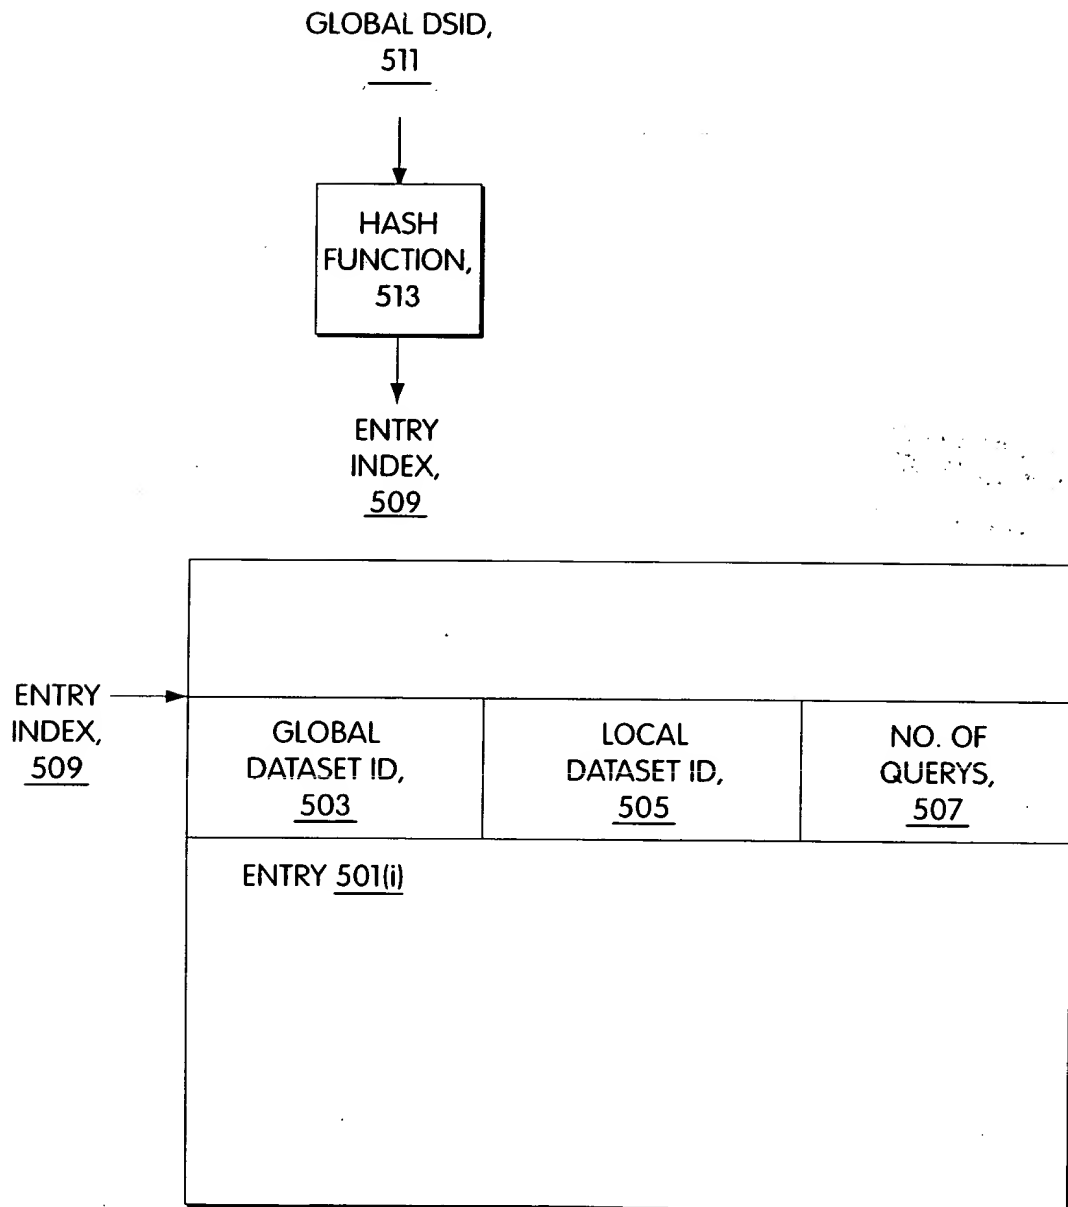 GLOBAL DSID,
511
HASH
FUNCTION,
513
ENTRY
INDEX,
509
ENTRY
INDEX,
509
GLOBAL
DATASET ID,
503
LOCAL
DATASET ID,
505
NO. OF
QUERYS,
507
ENTRY 501(i)